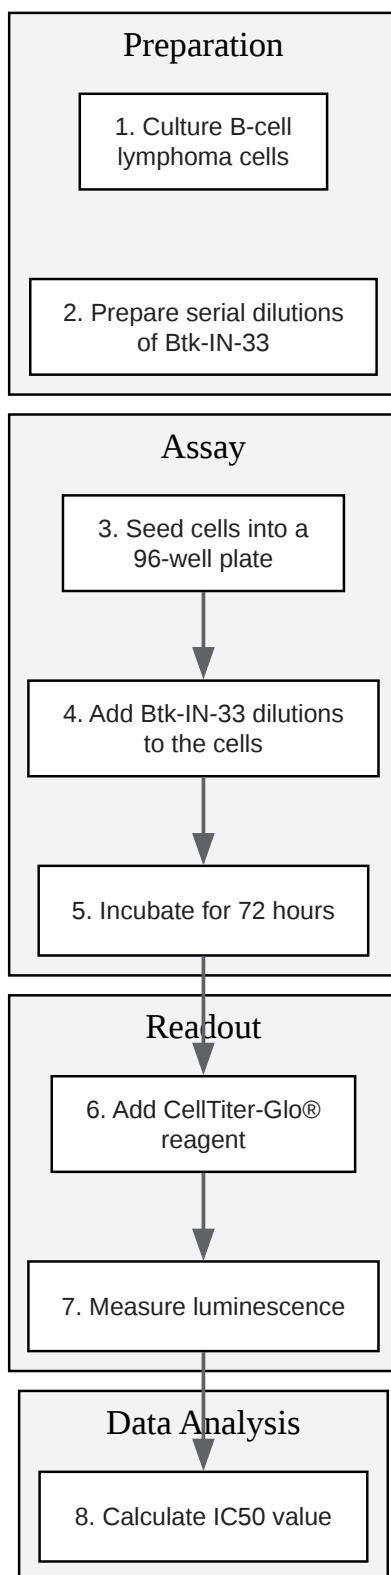 Preparation
1. Culture B-cell
lymphoma cells
2. Prepare serial dilutions
of Btk-IN-33
Assay
3. Seed cells into a
96-well plate
4. Add Btk-IN-33 dilutions
to the cells
5. Incubate for 72 hours
Readout
6. Add CellTiter-Glo®
reagent
7. Measure luminescence
Data Analysis
8. Calculate IC50 value